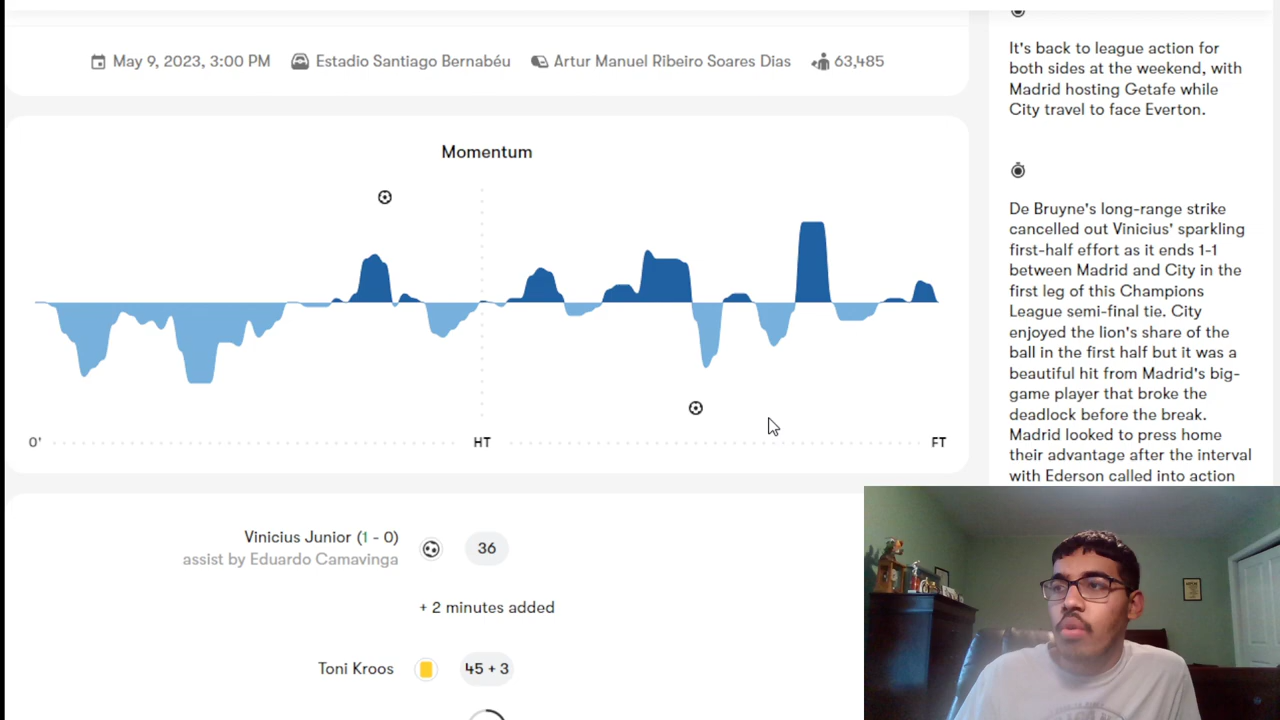 May 9, 2023, 3:00 PM
Estadio Santiago Bernabéu
Artur Manuel Ribeiro Soares Dias
63,485
Momentum
0'
HT
FT
Vinicius Junior (1 - 0)
36
assist by Eduardo Camavinga
+ 2 minutes added
Toni Kroos
45 + 3
It's back to league action for
both sides at the weekend, with
Madrid hosting Getafe while
City travel to face Everton.
De Bruyne's long-range strike
cancelled out Vinicius' sparkling
first-half effort as it ends 1-1
between Madrid and City in the
first leg of this Champions
League semi-final tie. City
enjoyed the lion's share of the
ball in the first half but it was a
beautiful hit from Madrid's big-
game player that broke the
deadlock before the break.
Madrid looked to press home
their advantage after the interval
with Ederson called into action